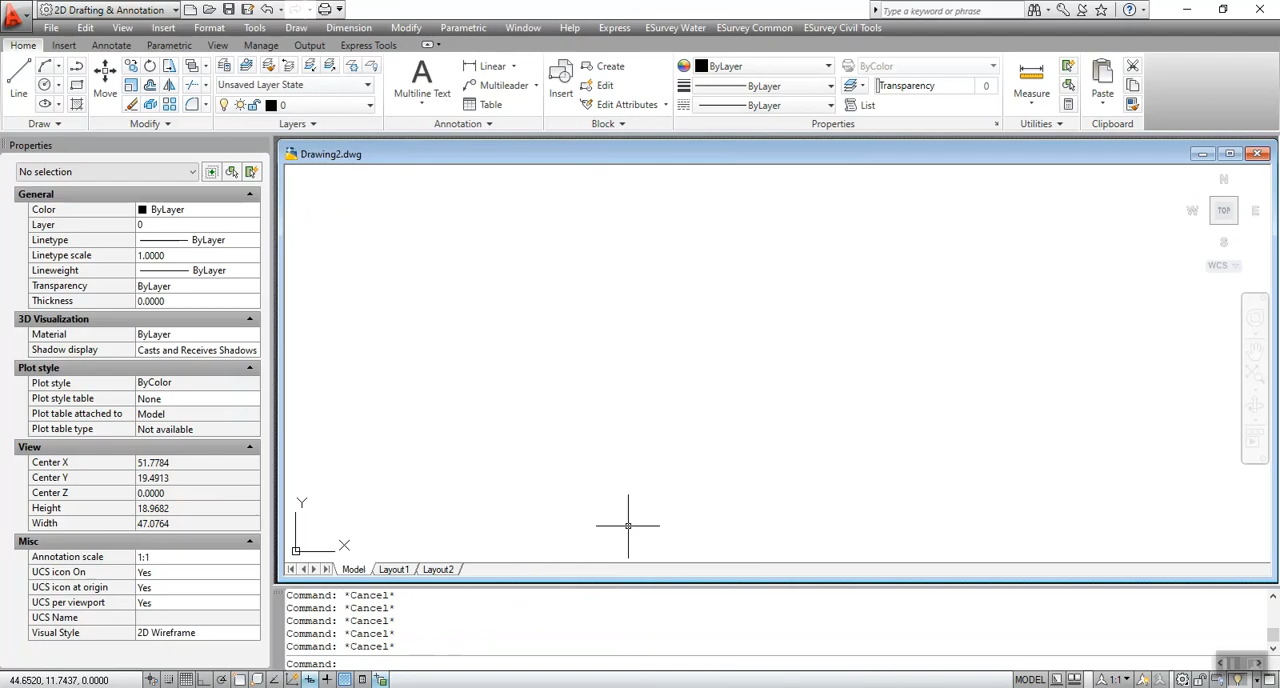 2D Drafting & Annotation
Type a keyword or phrase
File Edit View Insert Format Tools Draw Dimension Modify Parametric Window Help Express ESurvey Water ESurvey Common ESurvey Civil Tools
Home Insert Annotate Parametric View Manage Output Express Tools
Line
Move
Unsaved Layer State
0
Multiline Text
Linear
Multileader
Table
Insert
Create
Edit
Edit Attributes
ByLayer
ByLayer
ByLayer
ByColor
Transparency 0
List
Measure
Paste
Draw Modify Layers Annotation Block Properties Utilities Clipboard
Properties
No selection
General
Color ByLayer
Layer 0
Linetype ByLayer
Linetype scale 1.0000
Lineweight ByLayer
Transparency ByLayer
Thickness 0.0000
3D Visualization
Material ByLayer
Shadow display Casts and Receives Shadows
Plot style
Plot style ByColor
Plot style table None
Plot table attached to Model
Plot table type Not available
View
Center X 51.7784
Center Y 19.4913
Center Z 0.0000
Height 18.9682
Width 47.0764
Misc
Annotation scale 1:1
UCS icon On Yes
UCS icon at origin Yes
UCS per viewport Yes
UCS Name
Visual Style 2D Wireframe
Drawing2.dwg
N
W TOP E
S
WCS
Y
X
Model Layout1 Layout2
Command: *Cancel*
Command: *Cancel*
Command: *Cancel*
Command: *Cancel*
Command: *Cancel*
Command:
44.6520, 11.7437, 0.0000
MODEL
1:1